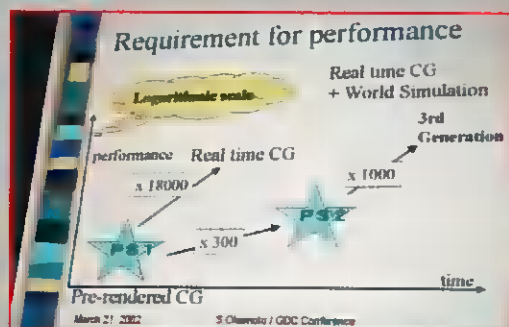 Requirement for performance
Real time CG
+ World Simulation
Logarithmic scale
3rd
Generation
performance
Real time CG
x 18000
x 1000
PS1
PS2
x 300
time
Pre-rendered CG
March 21, 2002
S Okamoto / GDC Conference